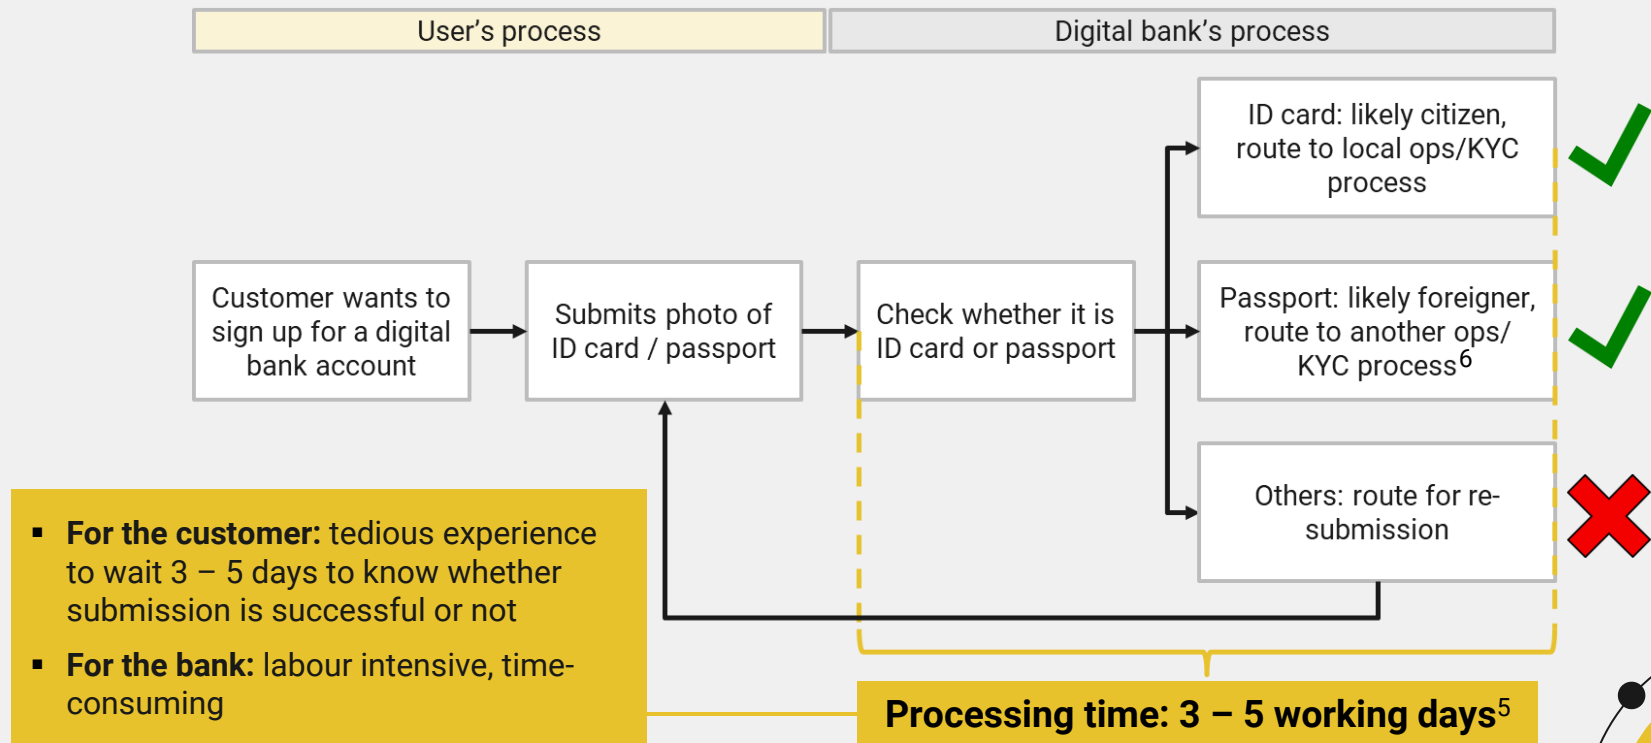 User's process
Digital bank's process
ID card: likely citizen,
route to local ops/KYC
process
Customer wants to
sign up for a digital
bank account
Submits photo of
ID card / passport
Check whether it is
ID card or passport
Passport: likely foreigner,
route to another ops/
KYC process6
Others: route for re-
submission
▪ For the customer: tedious experience
to wait 3 – 5 days to know whether
submission is successful or not
▪ For the bank: labour intensive, time-
consuming
Processing time: 3 – 5 working days5